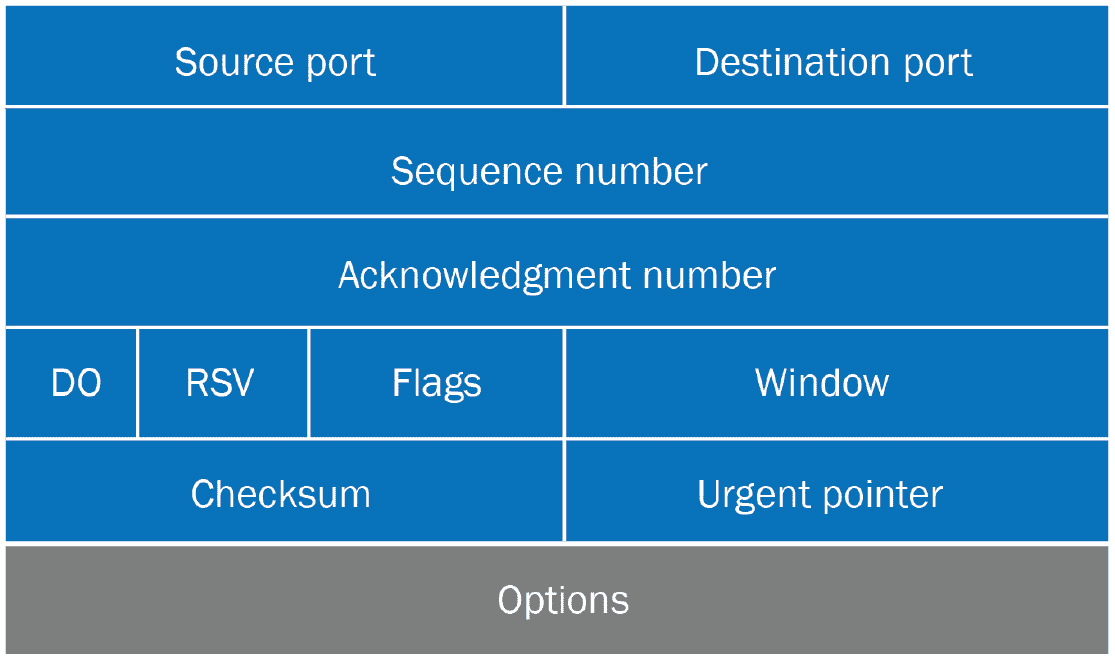 Source port
Destination port
Sequence number
Acknowledgment number
DO
RSV
Flags
Window
Checksum
Urgent pointer
Options